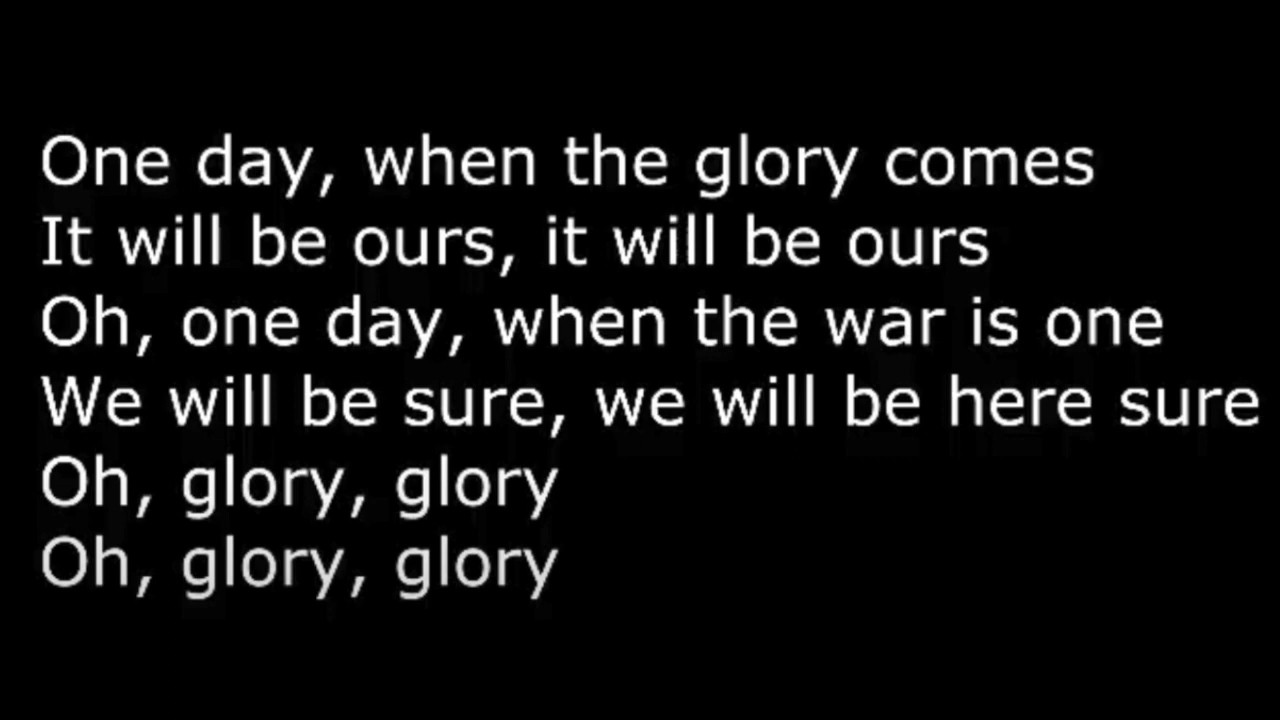 One day, when the glory comes
It will be ours, it will be ours
Oh, one day, when the war is one
We will be sure, we will be here sure
Oh, glory, glory
Oh, glory, glory